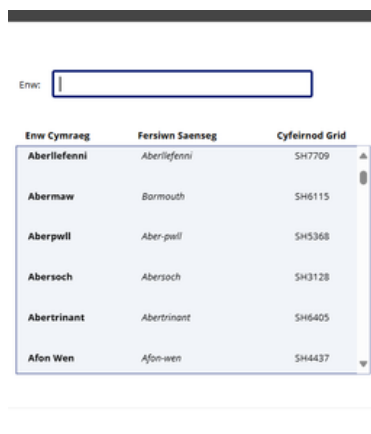 Enw:
Enw Cymraeg Fersiwn Saenseg Cyfeirnod Grid
Aberllefenni Aberllefenni SH7709
Abermaw Barmouth SH6115
Aberpwll Aber-pwll SH5368
Abersoch Abersoch SH3128
Abertrinant Abertrinant SH6405
Afon Wen Afon-wen SH4437